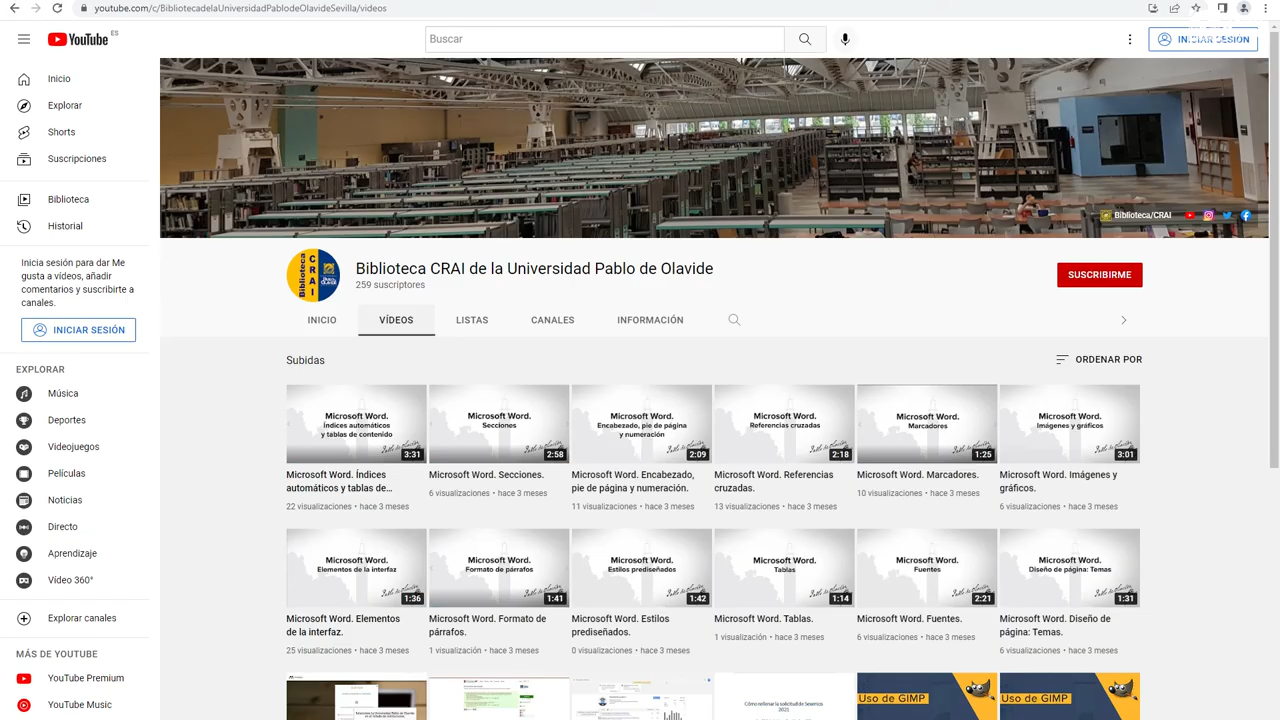 youtube.com/c/BibliotecadelaUniversidadPablodeOlavideSevilla/videos
YouTube ES
Buscar
INICIAR SESIÓN
Inicio
Explorar
Shorts
Suscripciones
Biblioteca
Historial
Inicia sesión para dar Me
gusta a vídeos, añadir
comentarios y suscribirte a
canales.
INICIAR SESIÓN
EXPLORAR
Música
Deportes
Videojuegos
Películas
Noticias
Directo
Aprendizaje
Vídeo 360°
Explorar canales
MÁS DE YOUTUBE
YouTube Premium
YouTube Music
Biblioteca/CRAI
Biblioteca
CRAI
Biblioteca CRAI de la Universidad Pablo de Olavide
259 suscriptores
SUSCRIBIRME
INICIO VÍDEOS LISTAS CANALES INFORMACIÓN
Subidas
ORDENAR POR
Microsoft Word.
Índices automáticos
y tablas de contenido
3:31
Microsoft Word. Índices
automáticos y tablas de...
22 visualizaciones • hace 3 meses
Microsoft Word.
Secciones
2:58
Microsoft Word. Secciones.
6 visualizaciones • hace 3 meses
Microsoft Word.
Encabezado, pie de página
y numeración
2:09
Microsoft Word. Encabezado,
pie de página y numeración.
11 visualizaciones • hace 3 meses
Microsoft Word.
Referencias cruzadas
2:18
Microsoft Word. Referencias
cruzadas.
13 visualizaciones • hace 3 meses
Microsoft Word.
Marcadores
1:25
Microsoft Word. Marcadores.
10 visualizaciones • hace 3 meses
Microsoft Word.
Imágenes y gráficos
3:01
Microsoft Word. Imágenes y
gráficos.
6 visualizaciones • hace 3 meses
Microsoft Word.
Elementos de la interfaz
1:36
Microsoft Word. Elementos
de la interfaz.
25 visualizaciones • hace 3 meses
Microsoft Word.
Formato de párrafos
1:41
Microsoft Word. Formato de
párrafos.
1 visualización • hace 3 meses
Microsoft Word.
Estilos prediseñados
1:42
Microsoft Word. Estilos
prediseñados.
0 visualizaciones • hace 3 meses
Microsoft Word.
Tablas
1:14
Microsoft Word. Tablas.
1 visualización • hace 3 meses
Microsoft Word.
Fuentes
2:21
Microsoft Word. Fuentes.
6 visualizaciones • hace 3 meses
Microsoft Word.
Diseño de página: Temas
1:31
Microsoft Word. Diseño de
página: Temas.
6 visualizaciones • hace 3 meses
Cómo rellenar la solicitud de Sexenios
2021
Uso de GIMP
Uso de GIMP